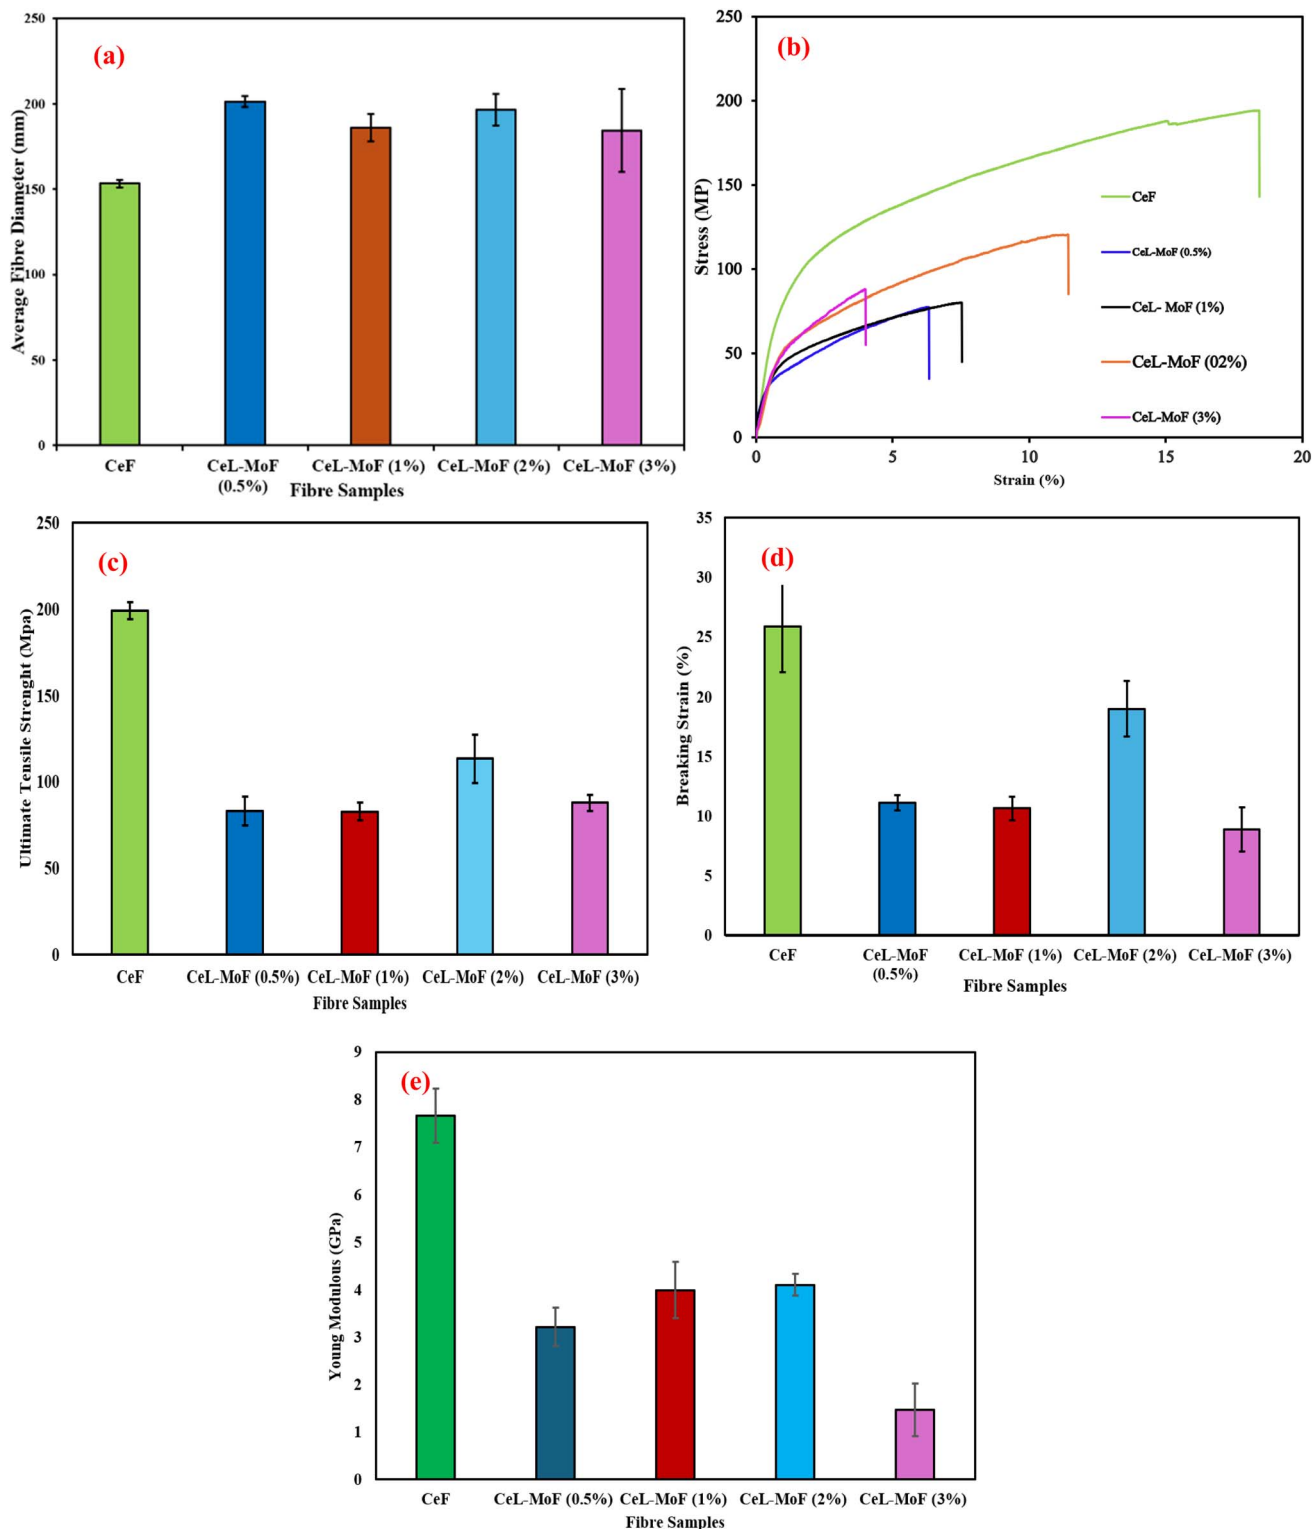 (a)
250
200
150
100
50
0
Average Fibre Diameter (mm)
CeF
CeL-MoF
(0.5%)
CeL-MoF (1%)
CeL-MoF (2%)
CeL-MoF (3%)
Fibre Samples
(b)
250
200
150
100
50
0
Stress (MP)
CeF
CeL-MoF (0.5%)
CeL- MoF (1%)
CeL-MoF (02%)
CeL-MoF (3%)
0
5
10
15
20
Strain (%)
(c)
250
200
150
100
50
0
Ultimate Tensile Strenght (Mpa)
CeF
CeL-MoF (0.5%)
CeL-MoF (1%)
CeL-MoF (2%)
CeL-MoF (3%)
Fibre Samples
(d)
35
30
25
20
15
10
5
0
Breaking Strain (%)
CeF
CeL-MoF
(0.5%)
CeL-MoF (1%)
CeL-MoF (2%)
CeL-MoF (3%)
Fibre Samples
(e)
9
8
7
6
5
4
3
2
1
0
Young Modulous (GPa)
CeF
CeL-MoF (0.5%)
CeL-MoF (1%)
CeL-MoF (2%)
CeL-MoF (3%)
Fibre Samples